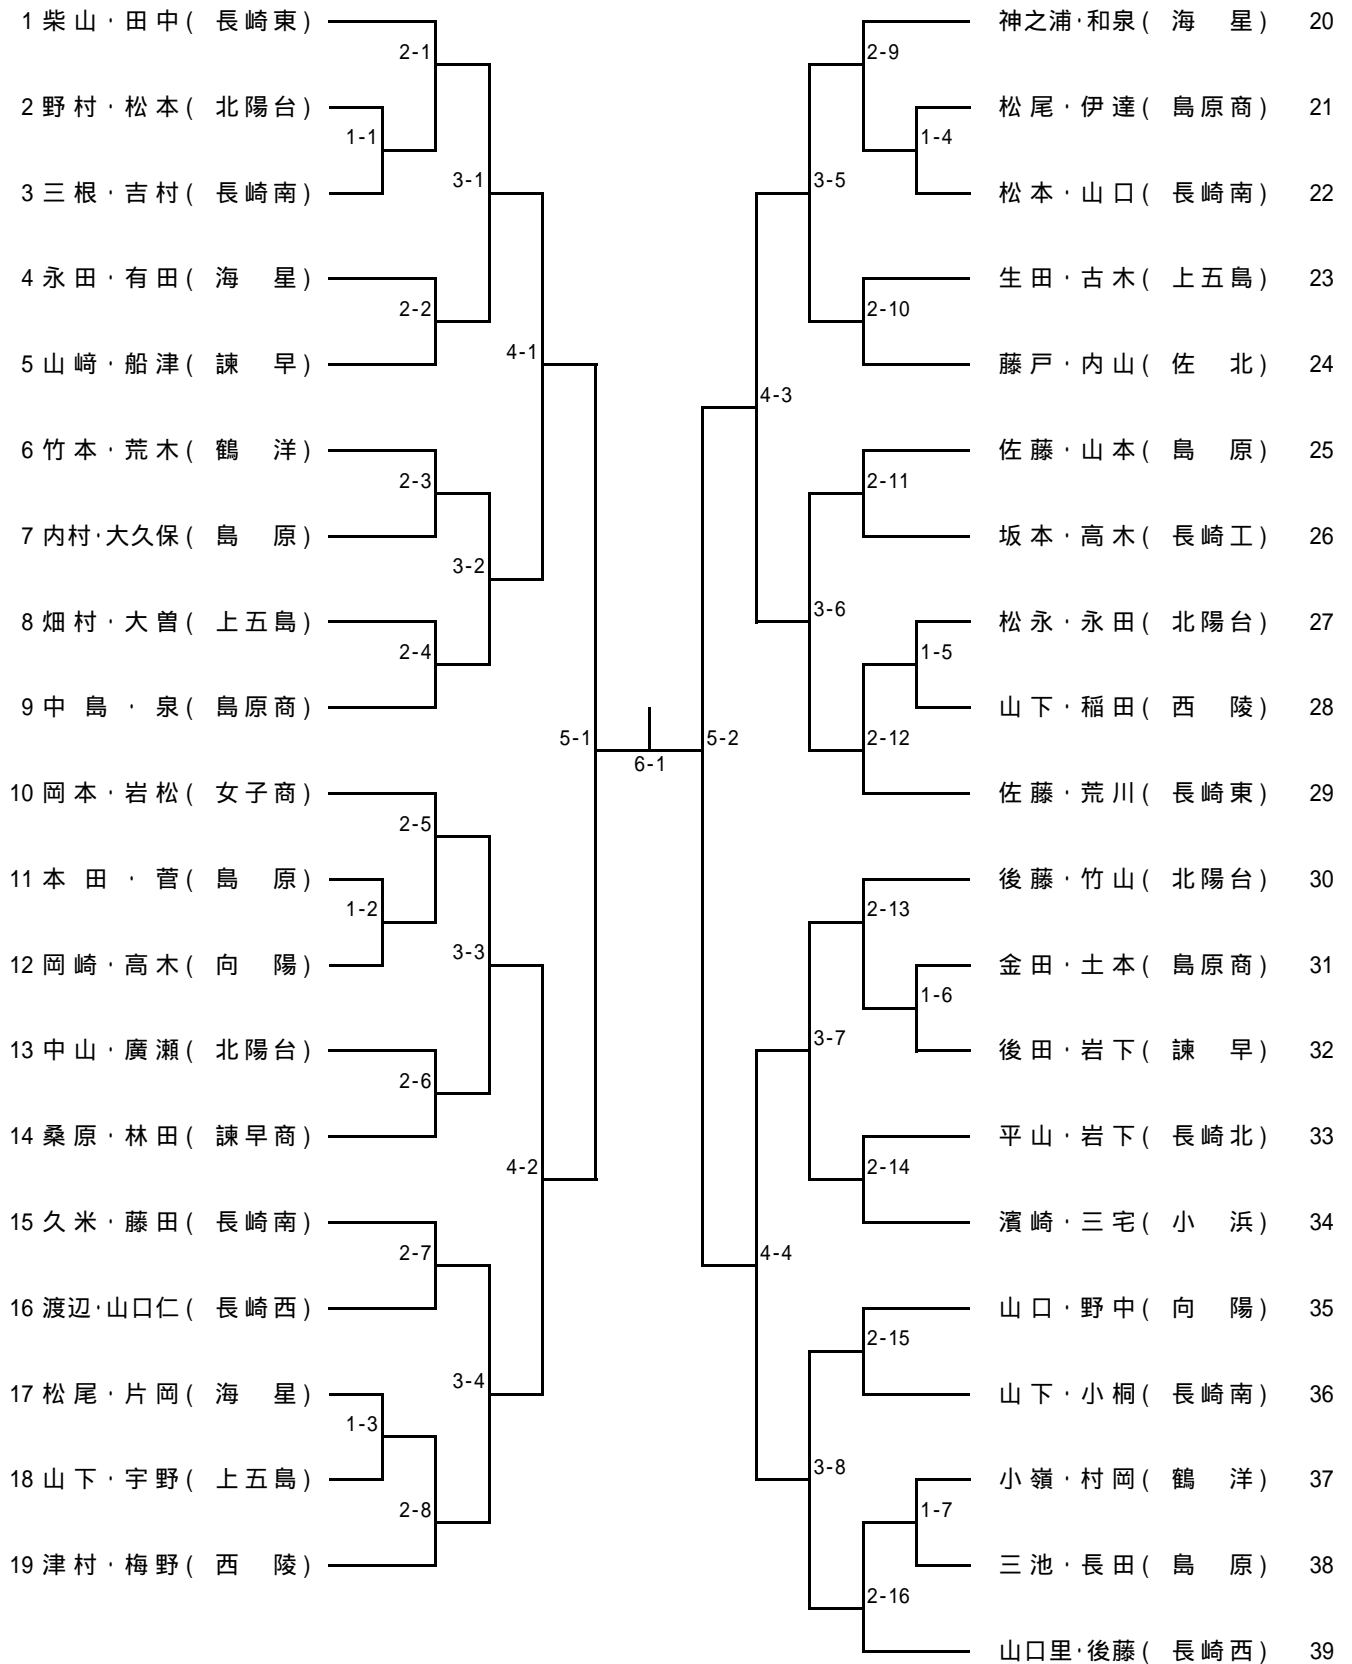 1 柴山・田中( 長崎東)
2-1
2 野村・松本( 北陽台)
1-1
3 三根・吉村( 長崎南)
3-1
4 永田・有田( 海　星)
2-2
5 山﨑・船津( 諫　早)
4-1
6 竹本・荒木( 鶴　洋)
2-3
7 内村・大久保( 島　原)
3-2
8 畑村・大曽( 上五島)
2-4
9 中島・泉( 島原商)
5-1
10 岡本・岩松( 女子商)
2-5
11 本田・菅( 島　原)
1-2
12 岡崎・高木( 向　陽)
3-3
13 中山・廣瀬( 北陽台)
2-6
14 桑原・林田( 諫早商)
4-2
15 久米・藤田( 長崎南)
2-7
16 渡辺・山口仁( 長崎西)
3-4
17 松尾・片岡( 海　星)
1-3
18 山下・宇野( 上五島)
2-8
19 津村・梅野( 西　陵)
6-1
神之浦・和泉( 海　星) 20
2-9
松尾・伊達( 島原商) 21
1-4
松本・山口( 長崎南) 22
3-5
生田・古木( 上五島) 23
2-10
藤戸・内山( 佐　北) 24
4-3
佐藤・山本( 島　原) 25
2-11
坂本・高木( 長崎工) 26
3-6
松永・永田( 北陽台) 27
1-5
山下・稲田( 西　陵) 28
2-12
5-2
佐藤・荒川( 長崎東) 29
後藤・竹山( 北陽台) 30
2-13
金田・土本( 島原商) 31
1-6
後田・岩下( 諫　早) 32
3-7
平山・岩下( 長崎北) 33
2-14
濱崎・三宅( 小　浜) 34
4-4
山口・野中( 向　陽) 35
2-15
山下・小桐( 長崎南) 36
3-8
小嶺・村岡( 鶴　洋) 37
1-7
三池・長田( 島　原) 38
2-16
山口里・後藤( 長崎西) 39